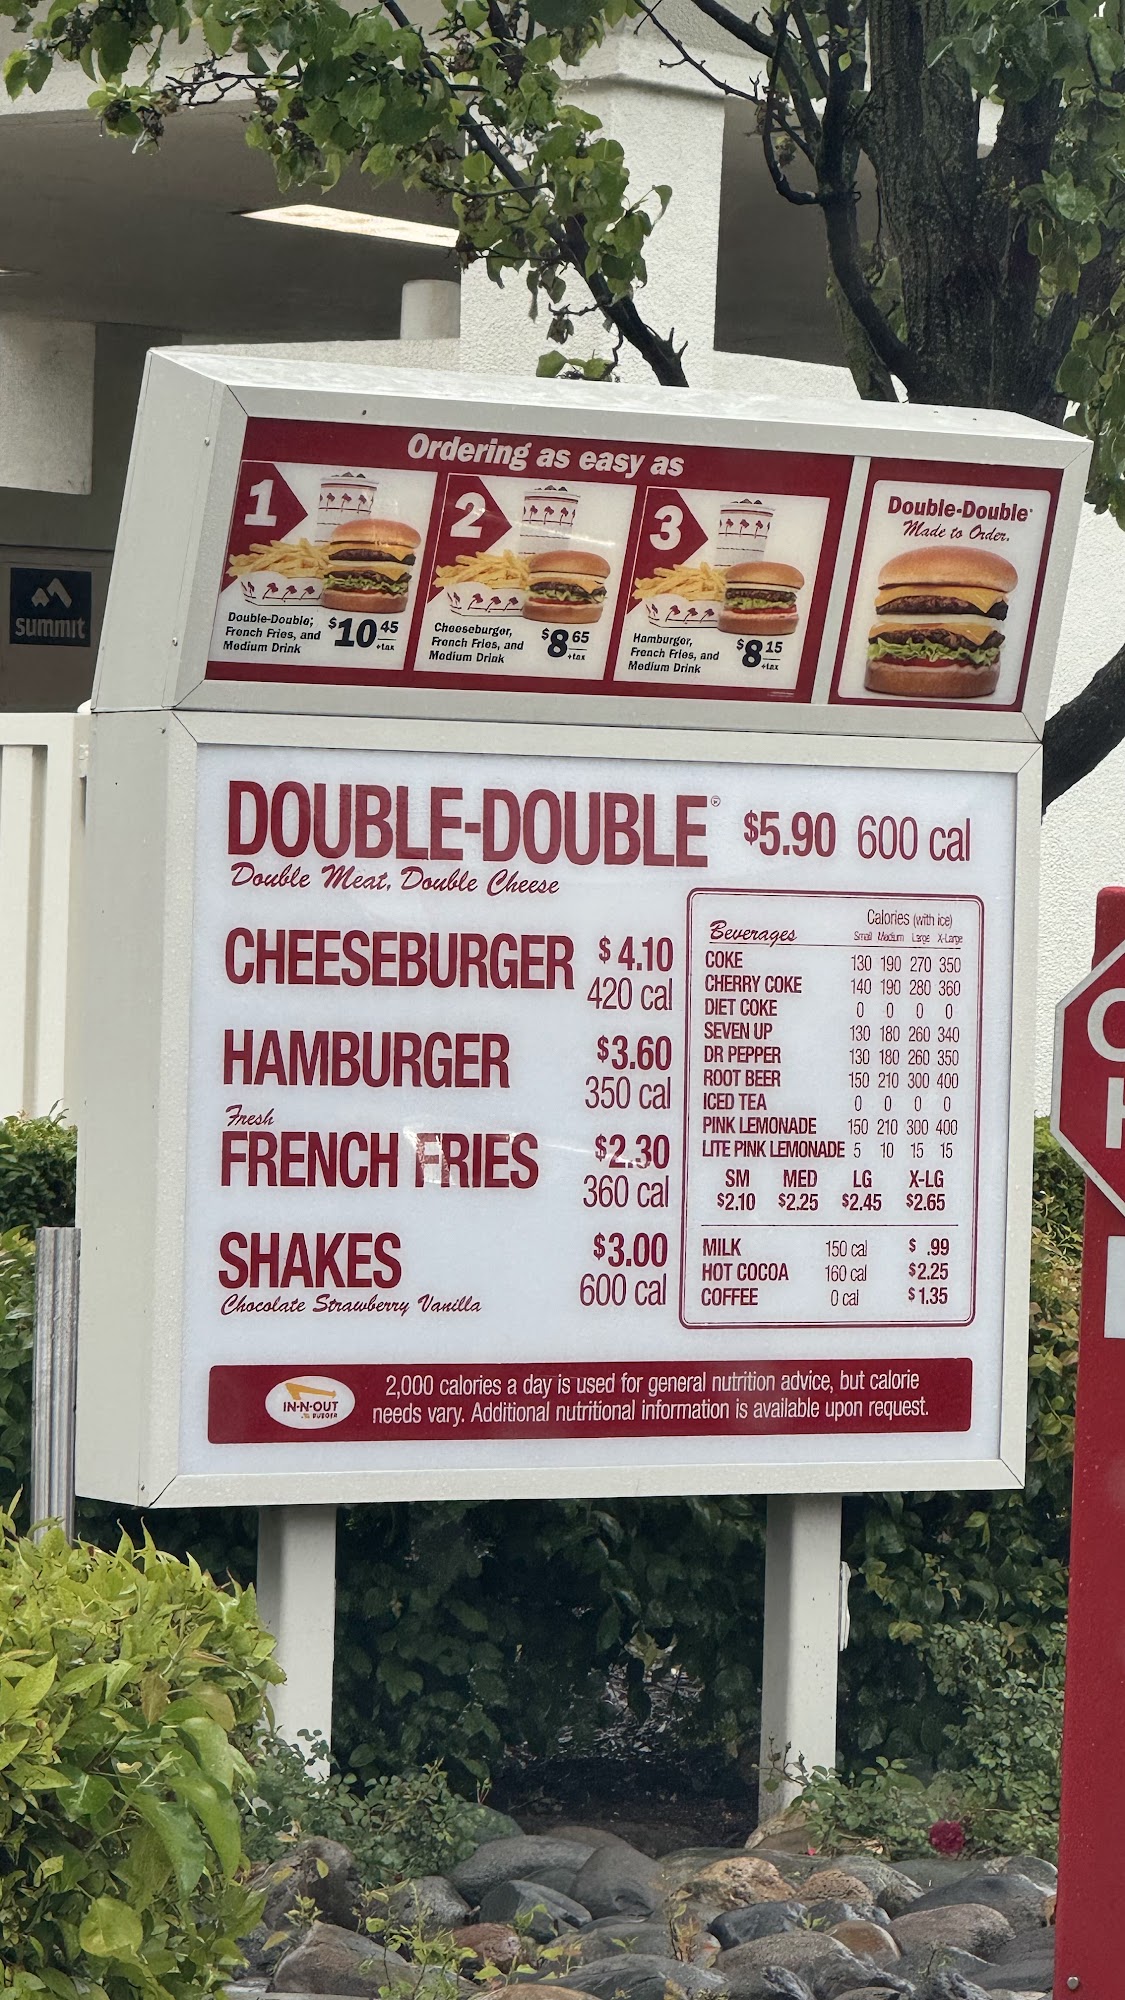 summit
Ordering as easy as
1
Double-Double,
French Fries, and
Medium Drink
$10 45
+tax
2
Cheeseburger,
French Fries, and
Medium Drink
$8 65
+tax
3
Hamburger,
French Fries, and
Medium Drink
$8 15
+tax
Double-Double®
Made to Order.
DOUBLE-DOUBLE® $5.90 600 cal
Double Meat, Double Cheese
CHEESEBURGER $4.10
420 cal
HAMBURGER $3.60
350 cal
Fresh
FRENCH FRIES $2.30
360 cal
SHAKES $3.00
600 cal
Chocolate Strawberry Vanilla
Calories (with ice)
Beverages Small Medium Large X-Large
COKE 130 190 270 350
CHERRY COKE 140 190 280 360
DIET COKE 0 0 0 0
SEVEN UP 130 180 260 340
DR PEPPER 130 180 260 350
ROOT BEER 150 210 300 400
ICED TEA 0 0 0 0
PINK LEMONADE 150 210 300 400
LITE PINK LEMONADE 5 10 15 15
SM MED LG X-LG
$2.10 $2.25 $2.45 $2.65
MILK 150 cal $ .99
HOT COCOA 160 cal $2.25
COFFEE 0 cal $1.35
IN-N-OUT
BURGER
2,000 calories a day is used for general nutrition advice, but calorie
needs vary. Additional nutritional information is available upon request.